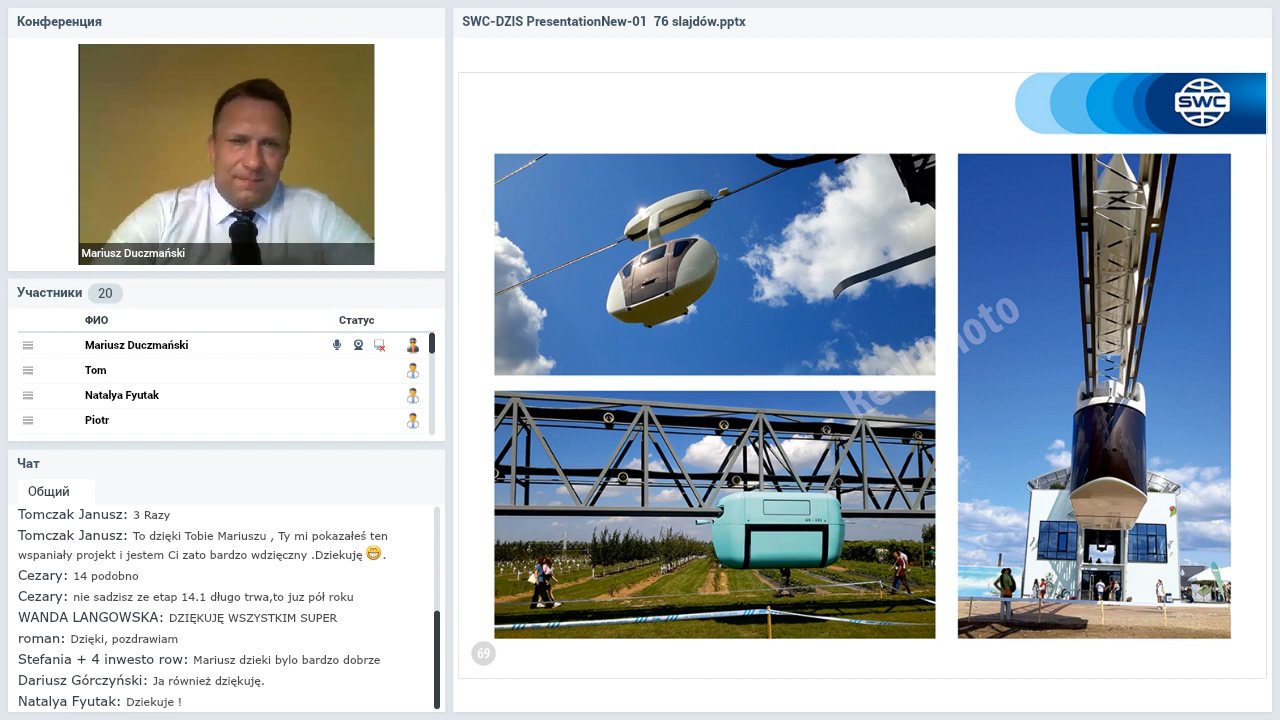 Конференция
Mariusz Duczmański
Участники 20
ФИО Статус
Mariusz Duczmański
Tom
Natalya Fyutak
Piotr
Чат
Общий
Tomczak Janusz: 3 Razy
Tomczak Janusz: To dzięki Tobie Mariuszu , Ty mi pokazałeś ten
wspaniały projekt i jestem Ci zato bardzo wdzięczny .Dziekuję 😁.
Cezary: 14 podobno
Cezary: nie sadzisz ze etap 14.1 długo trwa,to juz pół roku
WANDA LANGOWSKA: DZIĘKUJĘ WSZYSTKIM SUPER
roman: Dzięki, pozdrawiam
Stefania + 4 inwesto row: Mariusz dzieki bylo bardzo dobrze
Dariusz Górczyński: Ja również dziękuję.
Natalya Fyutak: Dziekuje !
SWC-DZIS PresentationNew-01 76 slajdów.pptx
SWC
69